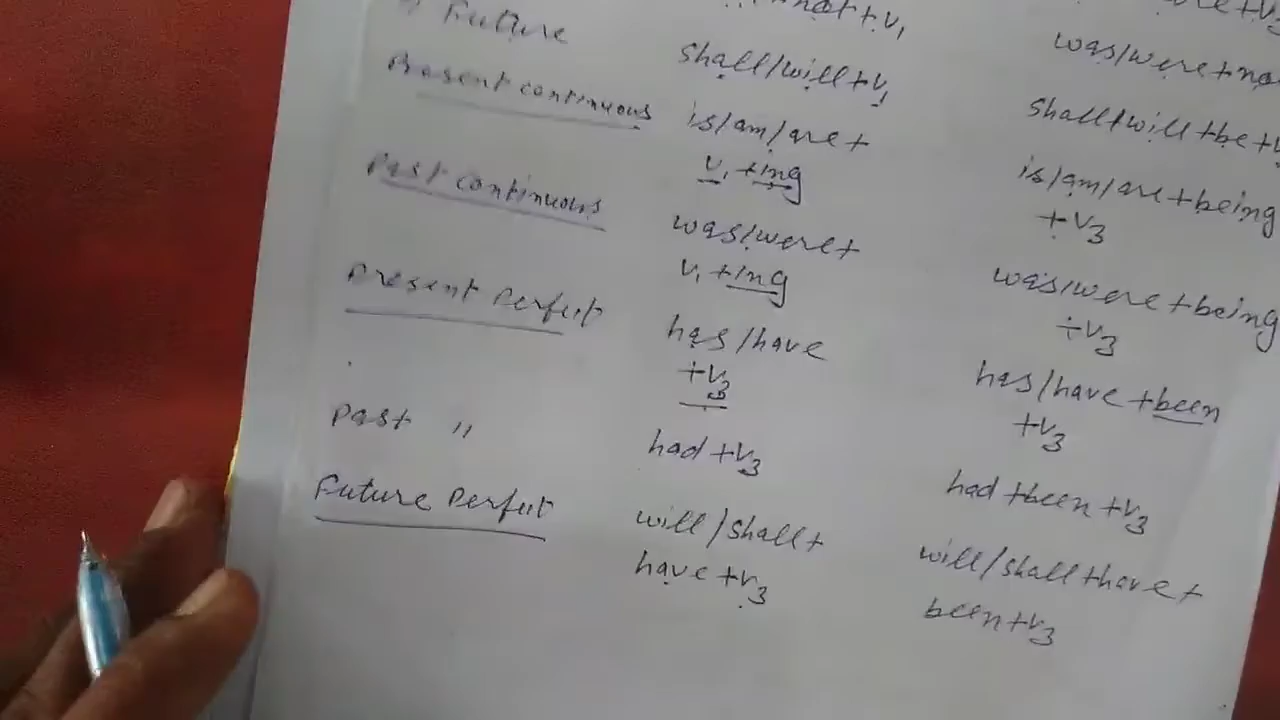 not+v1
Future
shall/will+v1
was/were+no
Present continuous
is/am/are+
v1+ing
shall/will+be+v
Past continuous
was/were+
v1+ing
is/am/are+being
+v3
Present Perfect
has/have
+v3
was/were+being
+v3
Past "
had+v3
has/have+been
+v3
Future Perfect
will/shall+
have+v3
had+been+v3
will/shall+have+
been+v3